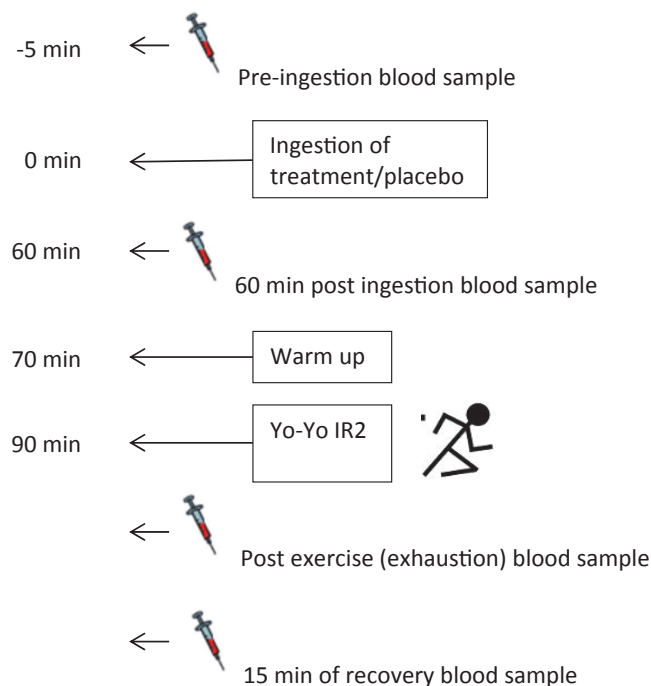 -5 min
Pre-ingestion blood sample
0 min
Ingestion of
treatment/placebo
60 min
60 min post ingestion blood sample
70 min
Warm up
90 min
Yo-Yo IR2
Post exercise (exhaustion) blood sample
15 min of recovery blood sample